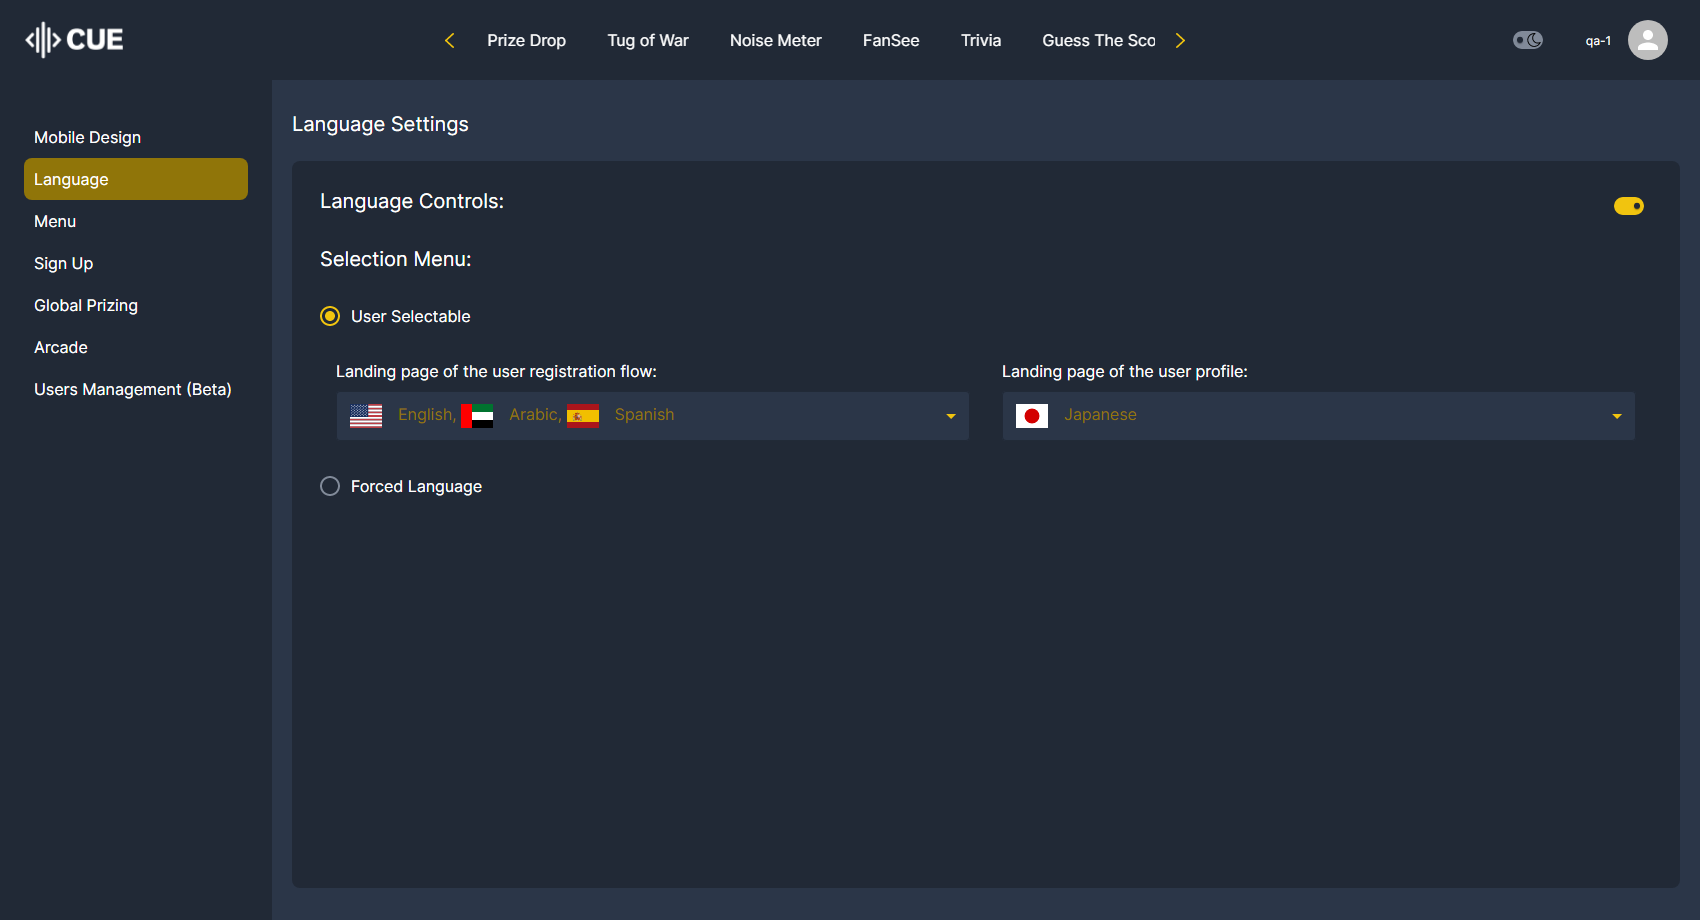 CUE
Prize Drop Tug of War Noise Meter FanSee Trivia Guess The Sco
qa-1
Mobile Design
Language
Menu
Sign Up
Global Prizing
Arcade
Users Management (Beta)
Language Settings
Language Controls:
Selection Menu:
User Selectable
Landing page of the user registration flow:
English, Arabic, Spanish
Landing page of the user profile:
Japanese
Forced Language